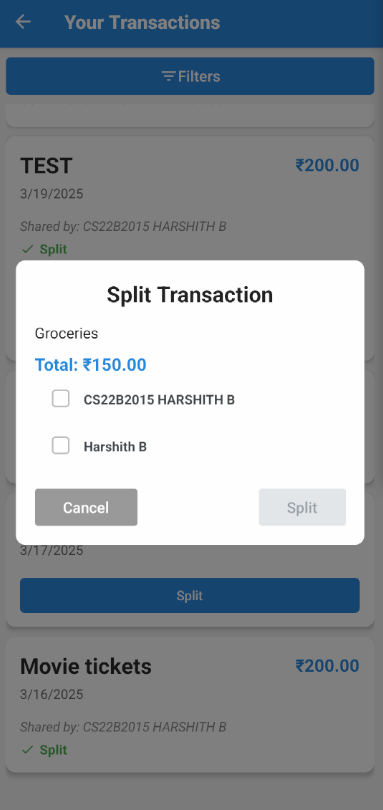 Your Transactions
Filters
TEST
₹200.00
3/19/2025
Shared by: CS22B2015 HARSHITH B
Split
Split Transaction
Groceries
Total: ₹150.00
CS22B2015 HARSHITH B
Harshith B
Cancel
Split
3/17/2025
Split
Movie tickets
₹200.00
3/16/2025
Shared by: CS22B2015 HARSHITH B
Split